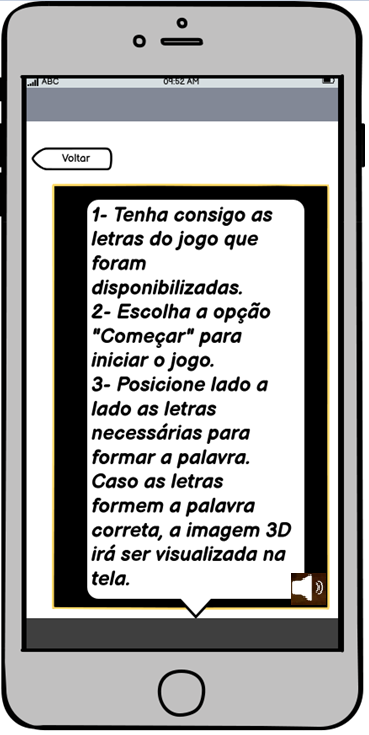 ABC
09:52 AM
Voltar
1- Tenha consigo as
letras do jogo que
foram
disponibilizadas.
2- Escolha a opção
"Começar" para
iniciar o jogo.
3- Posicione lado a
lado as letras
necessárias para
formar a palavra.
Caso as letras
formem a palavra
correta, a imagem 3D
irá ser visualizada na
tela.